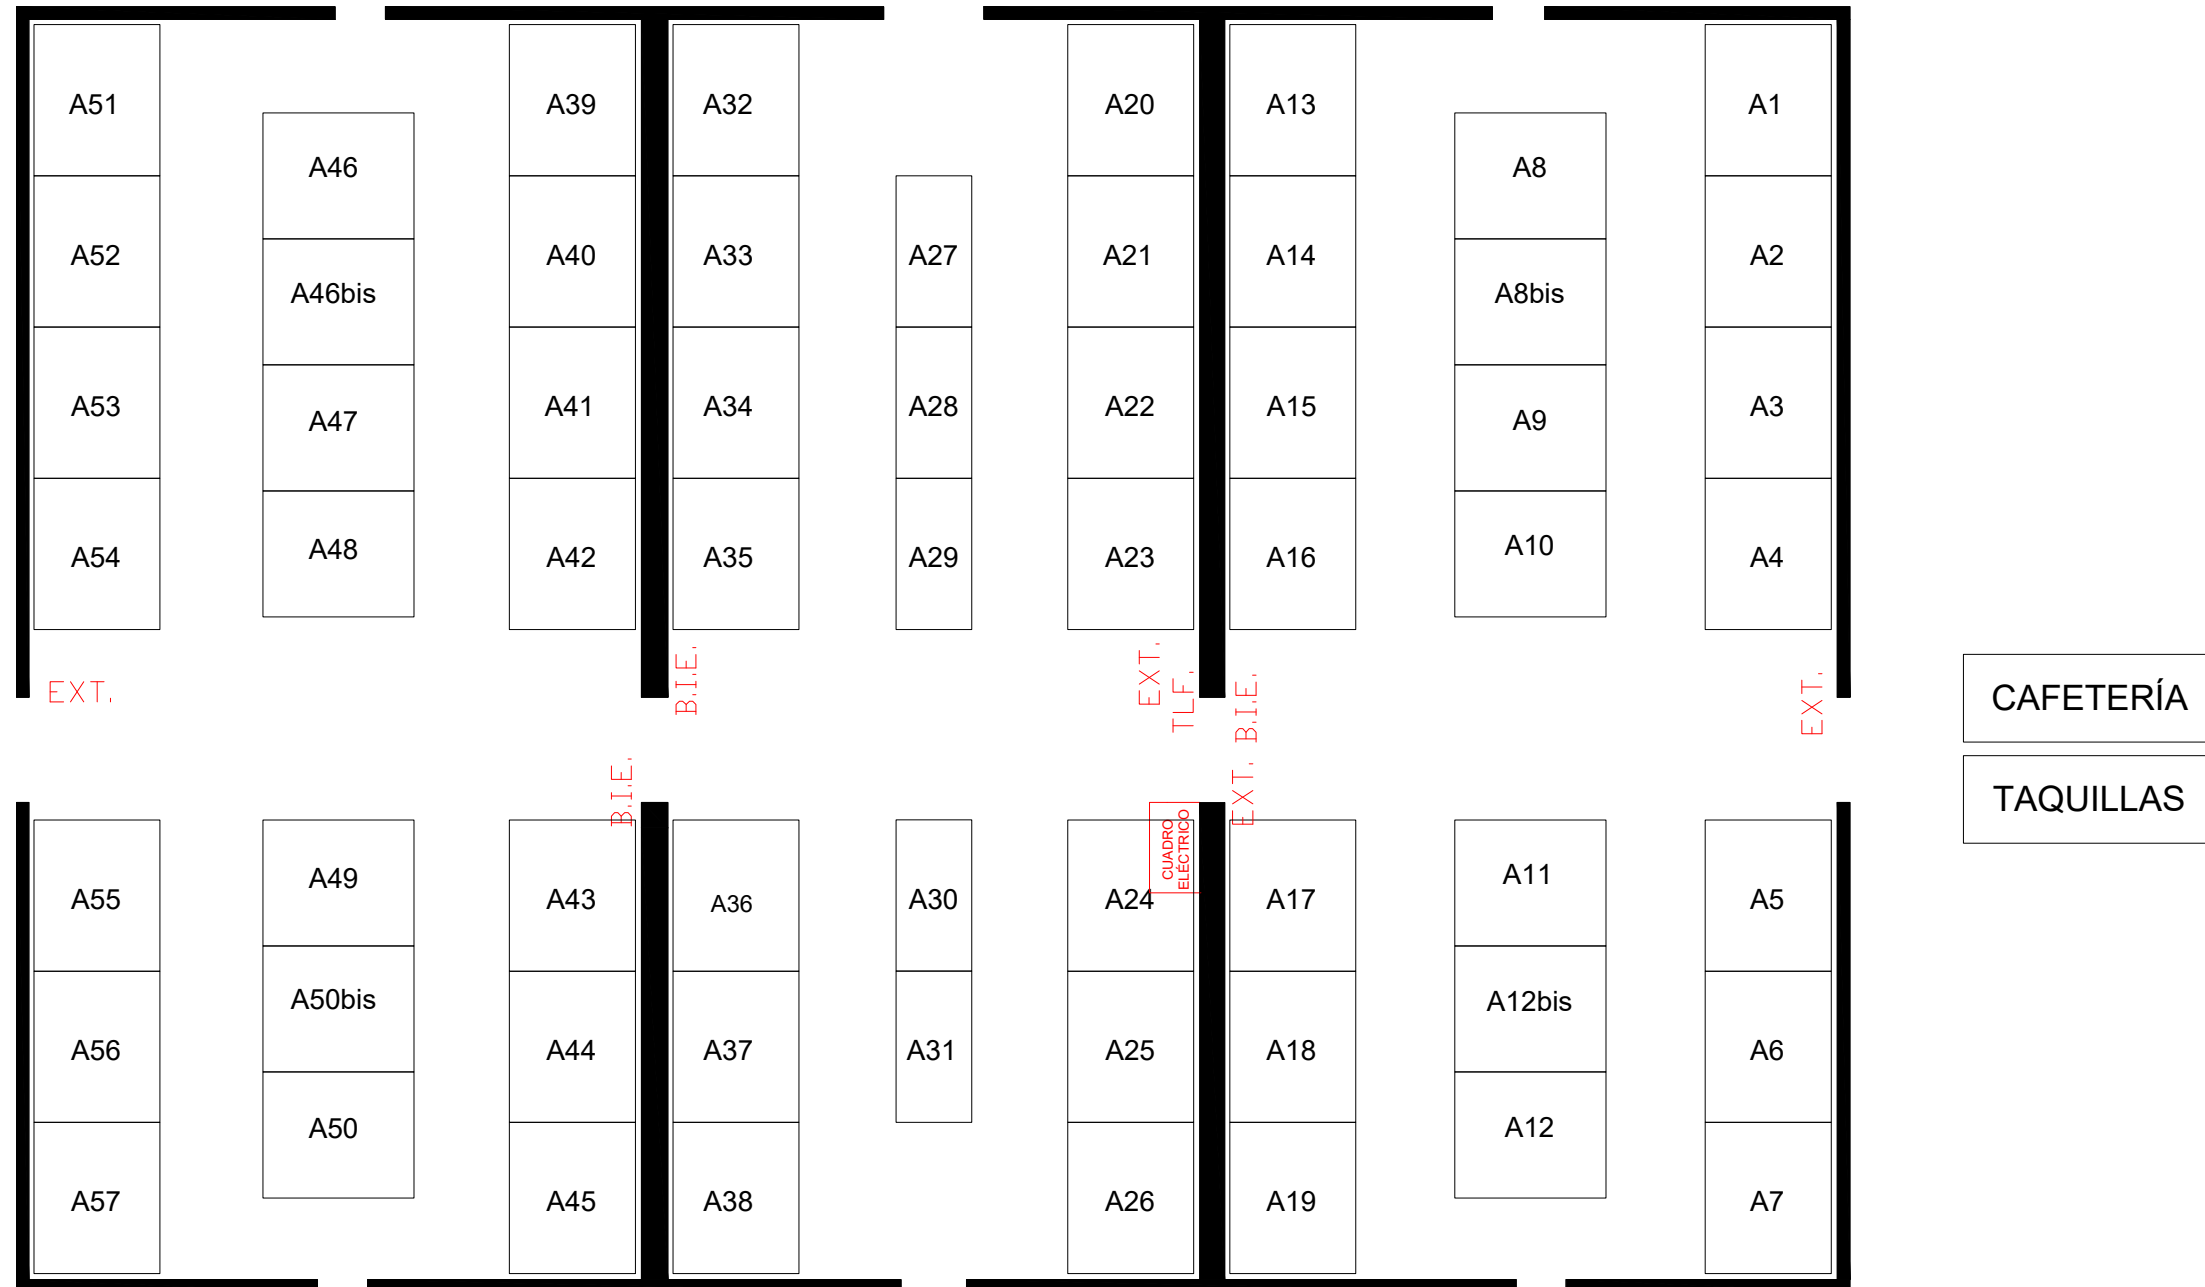 A51
A39
A32
A20
A13
A1
A46
A8
A52
A40
A33
A27
A21
A14
A2
A46bis
A8bis
A53
A41
A34
A28
A22
A15
A3
A47
A9
A54
A48
A42
A35
A29
A23
A16
A10
A4
EXT.
B.I.E.
EXT.
TLF.
B.I.E.
EXT.
CAFETERÍA
B.I.E.
EXT.
TAQUILLAS
CUADRO
ELÉCTRICO
A49
A11
A55
A43
A36
A30
A24
A17
A5
A50bis
A12bis
A56
A44
A37
A31
A25
A18
A6
A50
A12
A57
A45
A38
A26
A19
A7